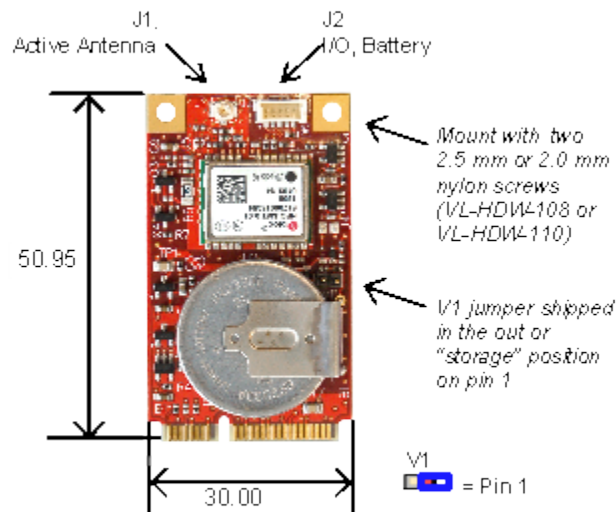 J1,
Active Antenna
J2
I/O, Battery
Mount with two
2.5 mm or 2.0 mm
nylon screws
(VL-HDW-108 or
VL-HDW-110)
50.95
V1 jumper shipped
in the out or
"storage" position
on pin 1
V1
= Pin 1
30.00